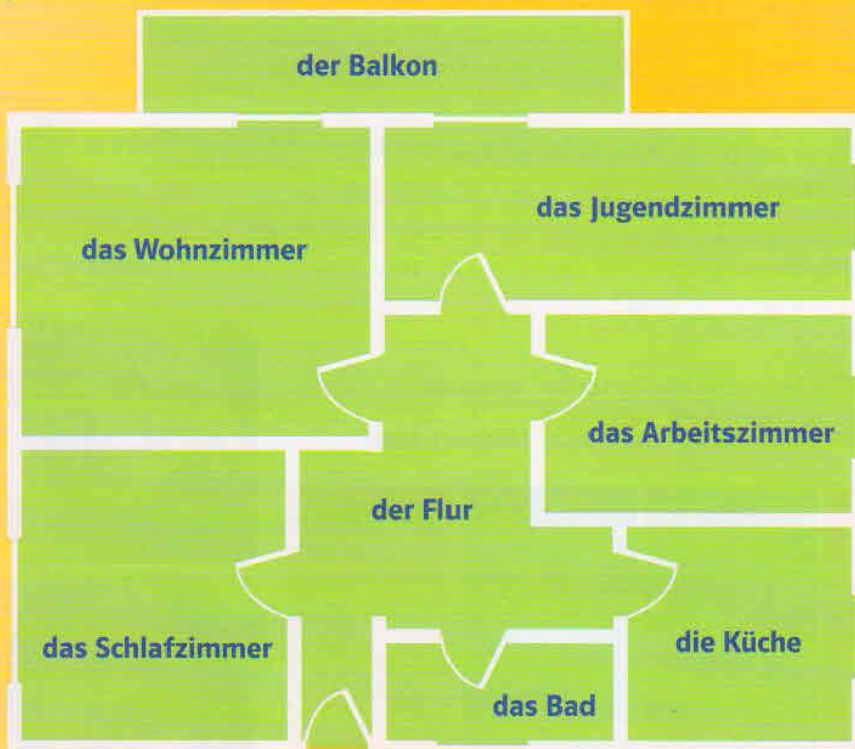 der Balkon
das Jugendzimmer
das Wohnzimmer
das Arbeitszimmer
der Flur
das Schlafzimmer
die Küche
das Bad